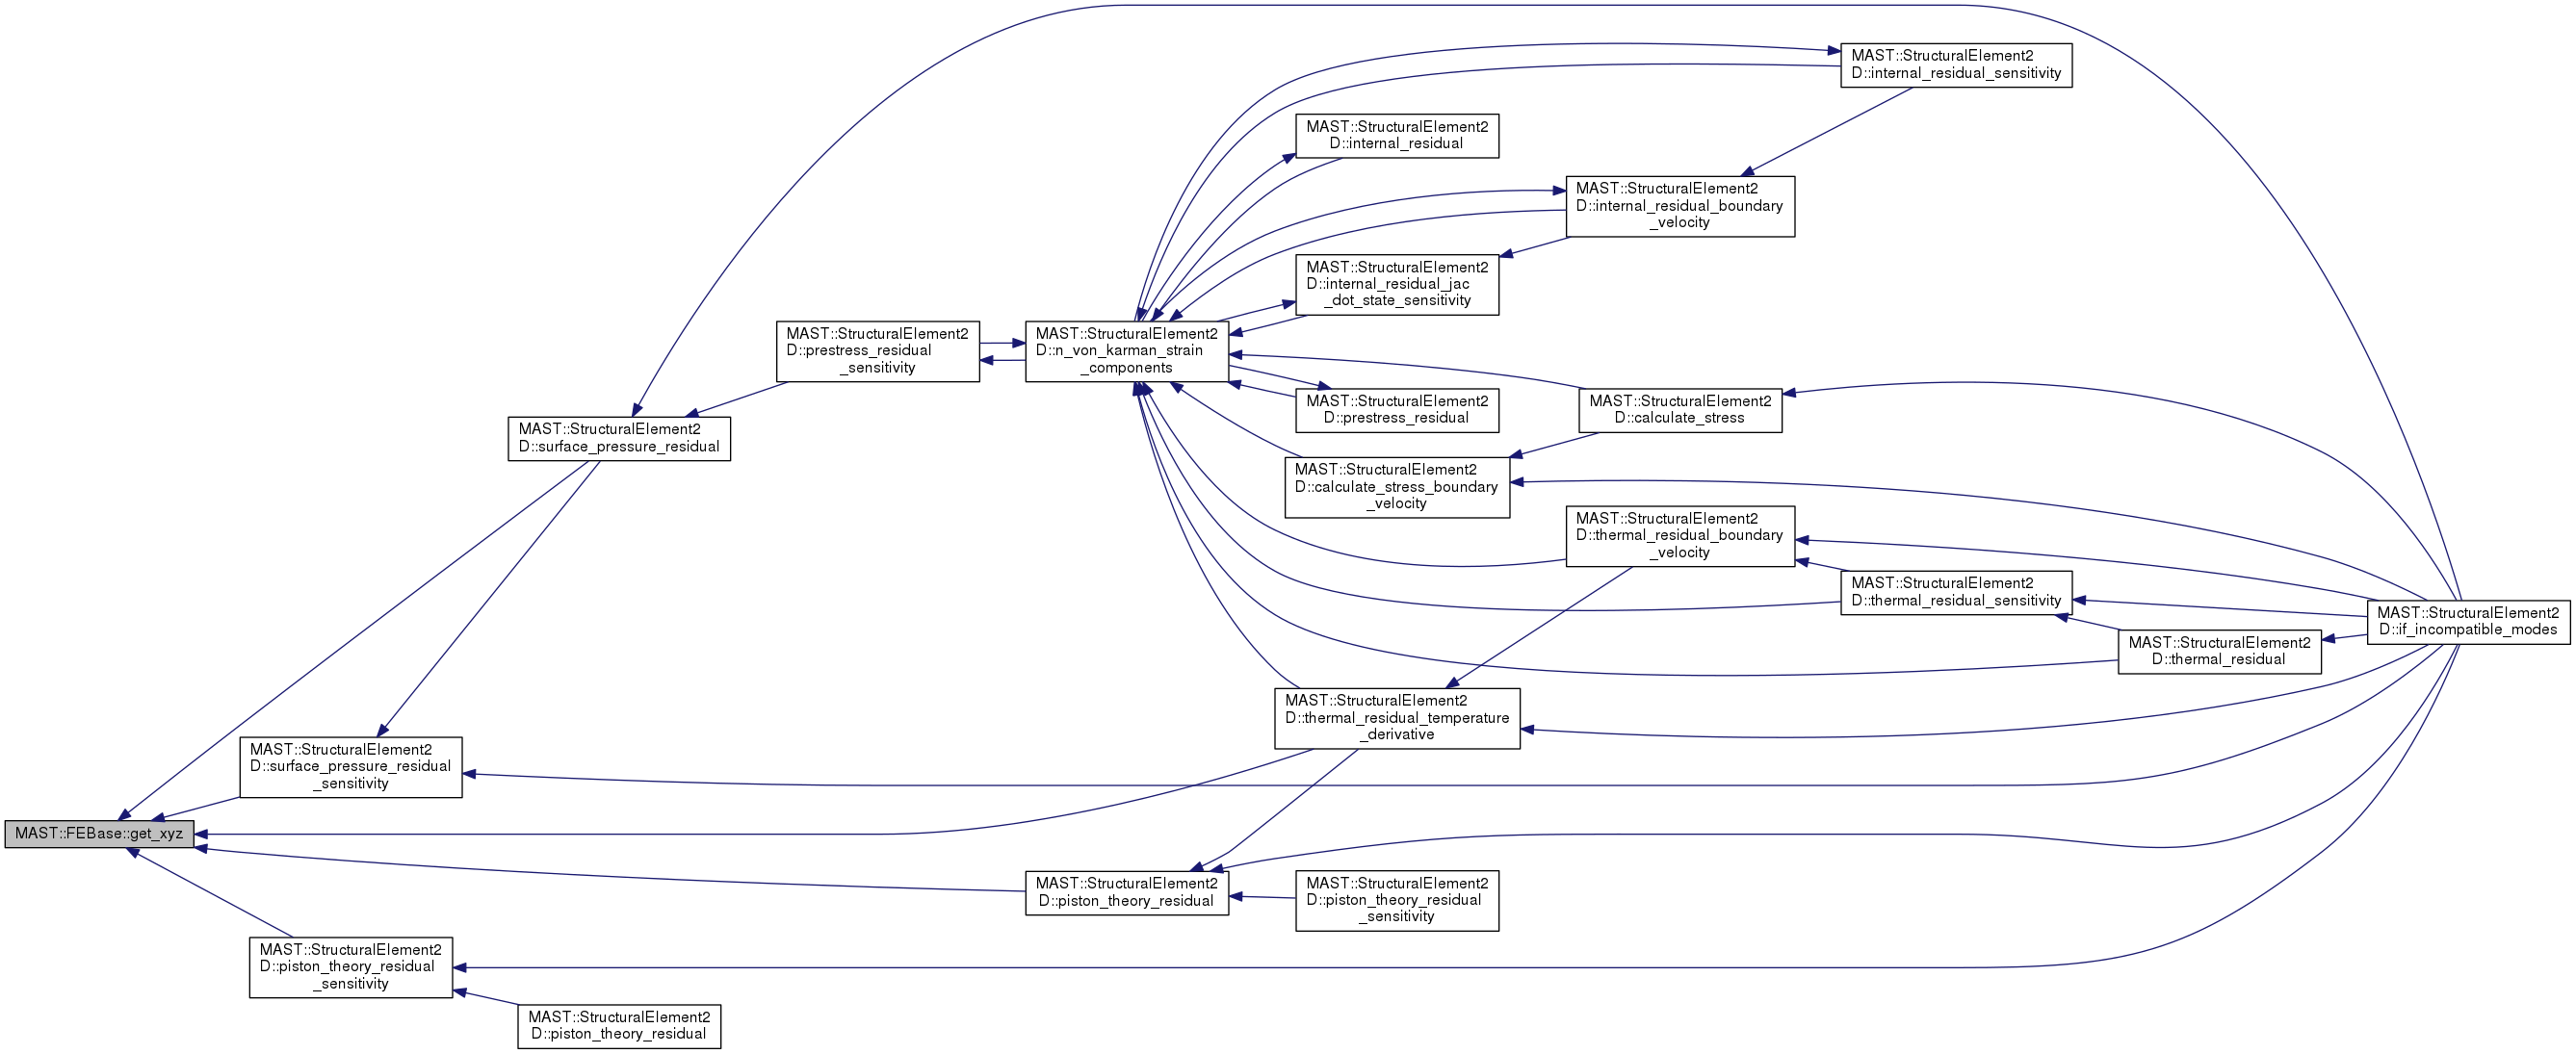 MAST::StructuralElement2
D::internal_residual_sensitivity
MAST::StructuralElement2
D::internal_residual
MAST::StructuralElement2
D::internal_residual_boundary
_velocity
MAST::StructuralElement2
D::internal_residual_jac
_dot_state_sensitivity
MAST::StructuralElement2
D::prestress_residual
_sensitivity
MAST::StructuralElement2
D::n_von_karman_strain
_components
MAST::StructuralElement2
D::prestress_residual
MAST::StructuralElement2
D::calculate_stress
MAST::StructuralElement2
D::surface_pressure_residual
MAST::StructuralElement2
D::calculate_stress_boundary
_velocity
MAST::StructuralElement2
D::thermal_residual_boundary
_velocity
MAST::StructuralElement2
D::thermal_residual_sensitivity
MAST::StructuralElement2
D::if_incompatible_modes
MAST::StructuralElement2
D::thermal_residual
MAST::StructuralElement2
D::thermal_residual_temperature
_derivative
MAST::StructuralElement2
D::surface_pressure_residual
_sensitivity
MAST::FEBase::get_xyz
MAST::StructuralElement2
D::piston_theory_residual
MAST::StructuralElement2
D::piston_theory_residual
_sensitivity
MAST::StructuralElement2
D::piston_theory_residual
_sensitivity
MAST::StructuralElement2
D::piston_theory_residual